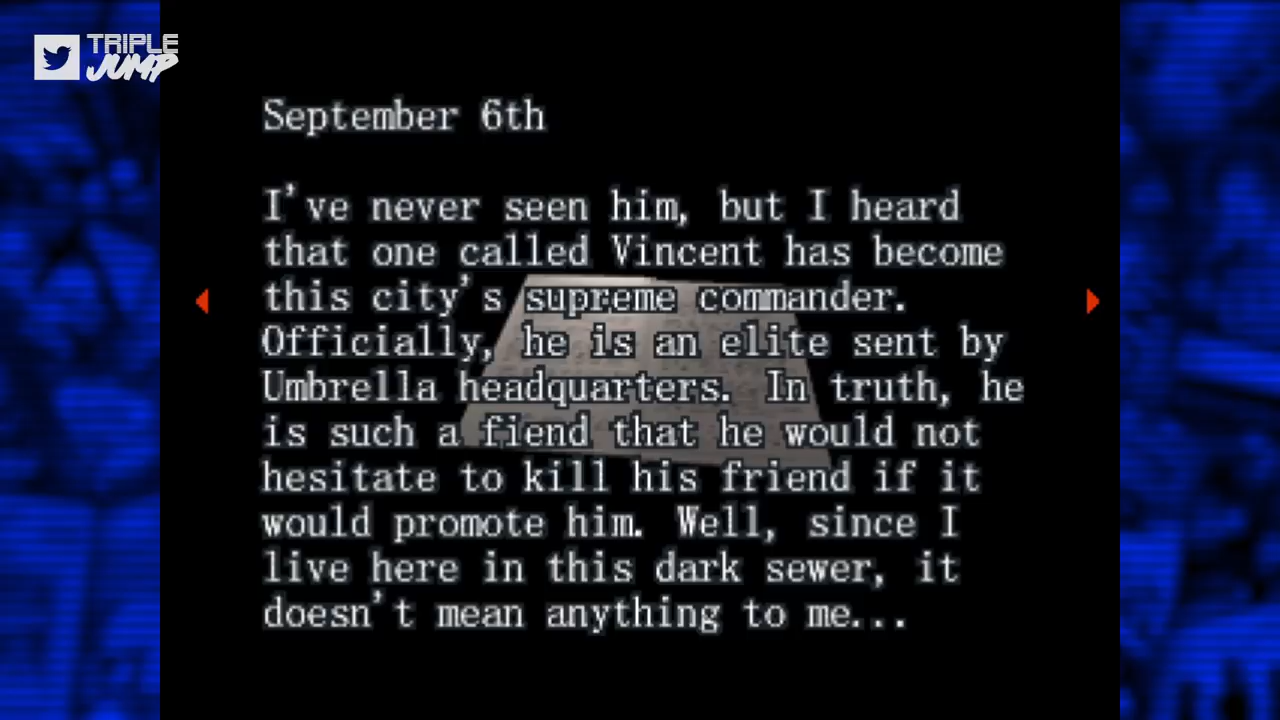 TRIPLE
JUMP
September 6th
I've never seen him, but I heard
that one called Vincent has become
this city's supreme commander.
Officially, he is an elite sent by
Umbrella headquarters. In truth, he
is such a fiend that he would not
hesitate to kill his friend if it
would promote him. Well, since I
live here in this dark sewer, it
doesn't mean anything to me...